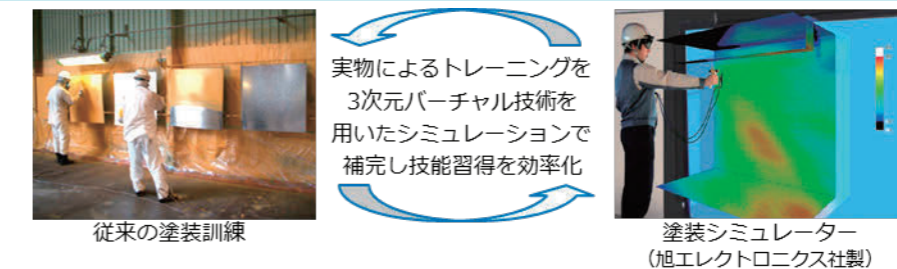 実物によるトレーニングを
3次元バーチャル技術を
用いたシミュレーションで
補完し技能習得を効率化
従来の塗装訓練
塗装シミュレーター
（旭エレクトロニクス社製）